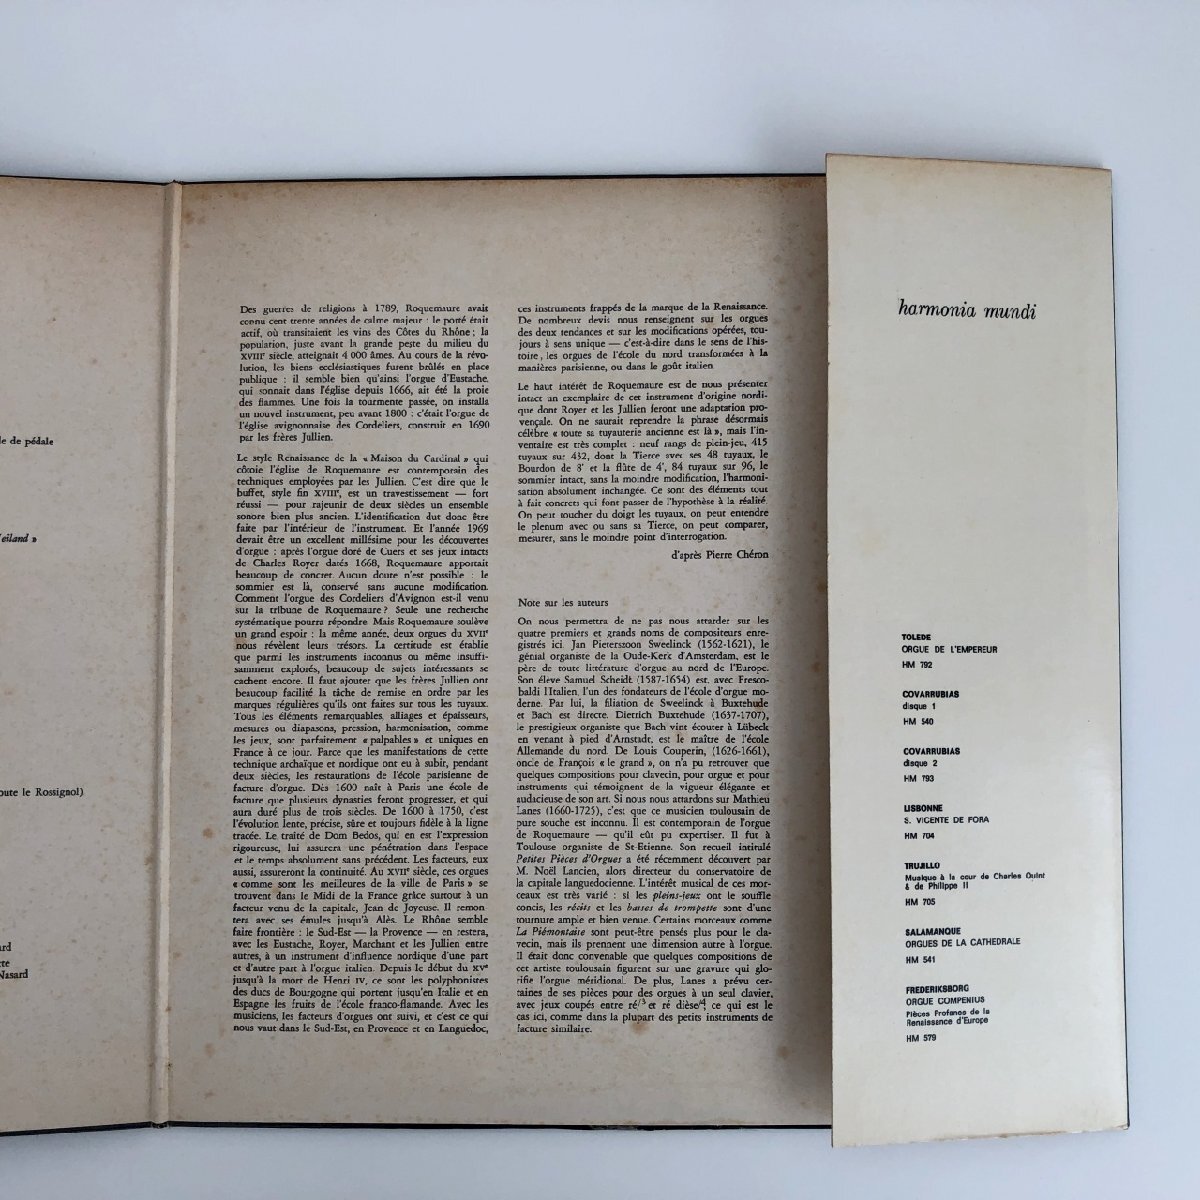 le de pédale
eiland »
oute le Rossignol)
ard
tte
Nasard
Des guerres de religions à 1789, Roquemaure avait
connu cent trente années de calme majeur : le porté était
actif, où transitaient les vins des Côtes du Rhône ; la
population, juste avant la grande peste du milieu du
XVIIIᵉ siècle, atteignait 4 000 âmes. Au cours de la révo-
lution, les biens ecclésiastiques furent brûlés en place
publique : il semble bien qu'ainsi l'orgue d'Eustache,
qui sonnait dans l'église depuis 1666, ait été la proie
des flammes. Une fois la tourmente passée, on installa
un nouvel instrument, peu avant 1800 : c'était l'orgue de
l'église avignonnaise des Cordeliers, construit en 1690
par les frères Jullien.
Le style Renaissance de la « Maison du Cardinal » qui
côtoie l'église de Roquemaure est contemporain des
techniques employées par les Jullien. C'est dire que le
buffet, style fin XVIIIᵉ, est un travestissement — fort
réussi — pour rajeunir de deux siècles un ensemble
sonore bien plus ancien. L'identification dut donc être
faite par l'intérieur de l'instrument. Et l'année 1969
devait être un excellent millésime pour les découvertes
d'orgue : après l'orgue doré de Cuers et ses jeux intacts
de Charles Royer datés 1668, Roquemaure apportait
beaucoup de concret. Aucun doute n'est possible : le
sommier est là, conservé sans aucune modification.
Comment l'orgue des Cordeliers d'Avignon est-il venu
sur la tribune de Roquemaure ? Seule une recherche
systématique pourra répondre. Mais Roquemaure soulève
un grand espoir : la même année, deux orgues du XVIIᵉ
nous révèlent leurs trésors. La certitude est établie
que parmi les instruments inconnus ou même insuffi-
samment explorés, beaucoup de sujets intéressants se
cachent encore. Il faut ajouter que les frères Jullien ont
beaucoup facilité la tâche de remise en ordre par les
marques régulières qu'ils ont faites sur tous les tuyaux.
Tous les éléments remarquables, alliages et épaisseurs,
mesures ou diapasons, pression, harmonisation, comme
les jeux, sont parfaitement « palpables » et uniques en
France à ce jour. Parce que les manifestations de cette
technique archaïque et nordique ont eu à subir, pendant
deux siècles, les restaurations de l'école parisienne de
facture d'orgue. Dès 1600 naît à Paris une école de
facture que plusieurs dynasties feront progresser, et qui
aura duré plus de trois siècles. De 1600 à 1750, c'est
l'évolution lente, précise, sûre et toujours fidèle à la ligne
tracée. Le traité de Dom Bedos, qui en est l'expression
rigoureuse, lui assurera une pénétration dans l'espace
et le temps absolument sans précédent. Les facteurs, eux
aussi, assureront la continuité. Au XVIIᵉ siècle, ces orgues
« comme sont les meilleures de la ville de Paris » se
trouvent dans le Midi de la France grâce surtout à un
facteur venu de la capitale, Jean de Joyeuse. Il remon-
tera avec ses émules jusqu'à Alès. Le Rhône semble
faire frontière : le Sud-Est — la Provence — en restera,
avec les Eustache, Royer, Marchant et les Jullien entre
autres, à un instrument d'influence nordique d'une part
et d'autre part à l'orgue italien. Depuis le début du XVᵉ
jusqu'à la mort de Henri IV, ce sont les polyphonistes
des ducs de Bourgogne qui portent jusqu'en Italie et en
Espagne les fruits de l'école franco-flamande. Avec les
musiciens, les facteurs d'orgues ont suivi, et c'est ce qui
nous vaut dans le Sud-Est, en Provence et en Languedoc,
ces instruments frappés de la marque de la Renaissance.
De nombreux devis nous renseignent sur les orgues
des deux tendances et sur les modifications opérées, tou-
jours à sens unique — c'est-à-dire dans le sens de l'his-
toire, les orgues de l'école du nord transformées à la
manières parisienne, ou dans le goût italien
Le haut intérêt de Roquemaure est de nous présenter
intact un exemplaire de cet instrument d'origine nordi-
que dont Royer et les Jullien feront une adaptation pro-
vençale. On ne saurait reprendre la phrase désormais
célèbre « toute sa tuyauterie ancienne est là », mais l'in-
ventaire est très complet : neuf rangs de plein-jeu, 415
tuyaux sur 432, dont la Tierce avec ses 48 tuyaux, le
Bourdon de 8' et la flûte de 4', 84 tuyaux sur 96, le
sommier intact, sans la moindre modification, l'harmoni-
sation absolument inchangée. Ce sont des éléments tout
à fait concrets qui font passer de l'hypothèse à la réalité.
On peut toucher du doigt les tuyaux, on peut entendre
le plenum avec ou sans sa Tierce, on peut comparer,
mesurer, sans le moindre point d'interrogation.
d'après Pierre Chéron
Note sur les auteurs
On nous permettra de ne pas nous attarder sur les
quatre premiers et grands noms de compositeurs enre-
gistrés ici. Jan Pieterszoon Sweelinck (1562-1621), le
génial organiste de la Oude-Kerk d'Amsterdam, est le
père de toute littérature d'orgue au nord de l'Europe.
Son élève Samuel Scheidt (1587-1654) est, avec Fresco-
baldi l'Italien, l'un des fondateurs de l'école d'orgue mo-
derne. Par lui, la filiation de Sweelinck à Buxtehude
et Bach est directe. Dietrich Buxtehude (1637-1707),
le prestigieux organiste que Bach vint écouter à Lübeck
en venant à pied d'Arnstadt, est le maître de l'école
Allemande du nord. De Louis Couperin, (1626-1661),
oncle de François « le grand », on n'a pu retrouver que
quelques compositions pour clavecin, pour orgue et pour
instruments qui témoignent de la vigueur élégante et
audacieuse de son art. Si nous nous attardons sur Mathieu
Lanes (1660-1725), c'est que ce musicien toulousain de
pure souche est inconnu. Il est contemporain de l'orgue
de Roquemaure — qu'il eût pu expertiser. Il fut à
Toulouse organiste de St-Etienne. Son recueil intitulé
Petites Pièces d'Orgues a été récemment découvert par
M. Noël Lancien, alors directeur du conservatoire de
la capitale languedocienne. L'intérêt musical de ces mor-
ceaux est très varié : si les pleins-jeux ont le souffle
concis, les récits et les basses de trompette sont d'une
tournure ample et bien venue. Certains morceaux comme
La Piémontaise sont peut-être pensés plus pour le cla-
vecin, mais ils prennent une dimension autre à l'orgue.
Il était donc convenable que quelques compositions de
cet artiste toulousain figurent sur une gravure qui glo-
rifie l'orgue méridional. De plus, Lanes a prévu cer-
taines de ses pièces pour des orgues à un seul clavier,
avec jeux coupés entre ré³ et ré dièse³, ce qui est le
cas ici, comme dans la plupart des petits instruments de
facture similaire.
harmonia mundi
TOLEDE
ORGUE DE L'EMPEREUR
HM 792
COVARRUBIAS
disque 1
HM 540
COVARRUBIAS
disque 2
HM 793
LISBONNE
S. VICENTE DE FORA
HM 704
TRUJILLO
Musique à la cour de Charles Quint
& de Philippe II
HM 705
SALAMANQUE
ORGUES DE LA CATHEDRALE
HM 541
FREDERIKSBORG
ORGUE COMPENIUS
Pièces Profanes de la
Renaissance d'Europe
HM 579